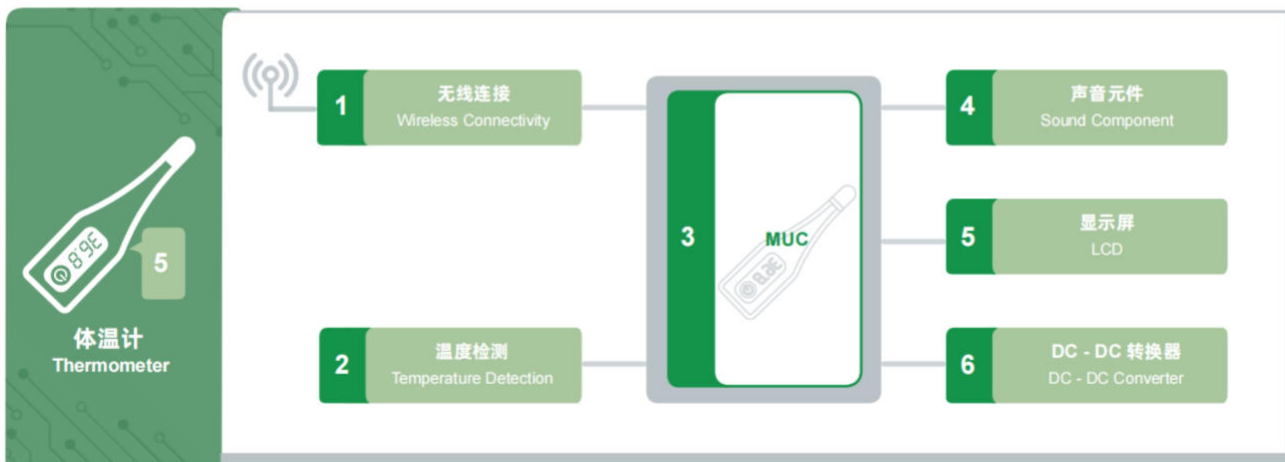 1
无线连接
Wireless Connectivity
4
声音元件
Sound Component
3
MUC
5
显示屏
LCD
36.8
5
体温计
Thermometer
2
温度检测
Temperature Detection
6
DC - DC 转换器
DC - DC Converter